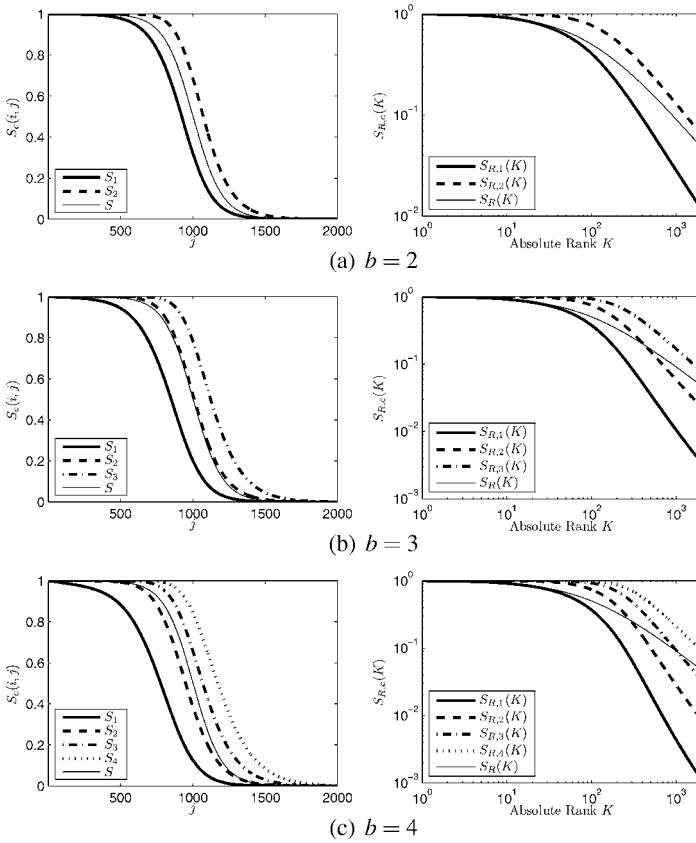 1
0.8
0.6
0.4
0.2
0
S_c(i, j)
S_1
S_2
S
500 1000 1500 2000
j
10^0
10^-1
10^-2
S_{R,c}(K)
S_{R,1}(K)
S_{R,2}(K)
S_R(K)
10^0 10^1 10^2 10^3
Absolute Rank K
(a) b = 2
1
0.8
0.6
0.4
0.2
0
S_c(i, j)
S_1
S_2
S_3
S
500 1000 1500 2000
j
10^0
10^-1
10^-2
10^-3
S_{R,c}(K)
S_{R,1}(K)
S_{R,2}(K)
S_{R,3}(K)
S_R(K)
10^0 10^1 10^2 10^3
Absolute Rank K
(b) b = 3
1
0.8
0.6
0.4
0.2
0
S_c(i, j)
S_1
S_2
S_3
S_4
S
500 1000 1500 2000
j
10^0
10^-1
10^-2
10^-3
S_{R,c}(K)
S_{R,1}(K)
S_{R,2}(K)
S_{R,3}(K)
S_{R,4}(K)
S_R(K)
10^0 10^1 10^2 10^3
Absolute Rank K
(c) b = 4